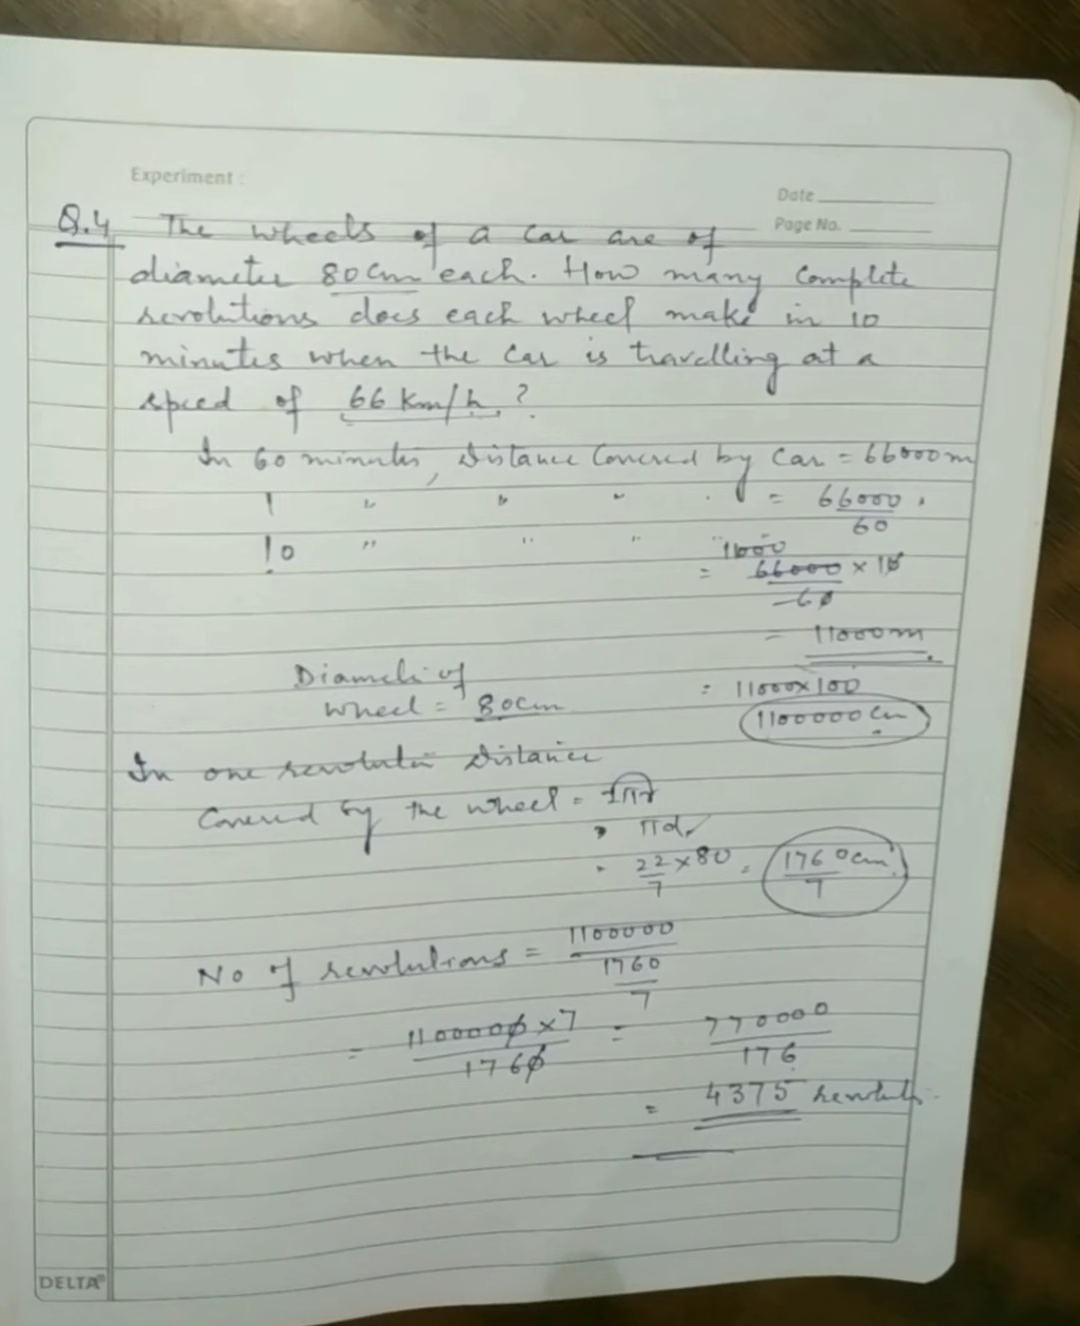 Experiment :
Date
Page No.
Q.4 The wheels of a car are of
diameter 80cm each. How many complete
revolutions does each wheel make in 10
minutes when the car is travelling at a
speed of 66 km/h ?
In 60 minutes, distance covered by car = 66000m
1 " " " " = 66000/60
10 " " " "
= 66000 × 10 / 60 11000
= 11000m
Diameter of = 11000×100
wheel = 80cm 1100000 cm
In one revolution distance
Covered by the wheel = 2πr
= πd
= 22/7 × 80 = 1760cm/7
No of revolutions = 1100000 / 1760/7
= 1100000 × 7 / 1760 = 770000 / 176
= 4375
DELTA